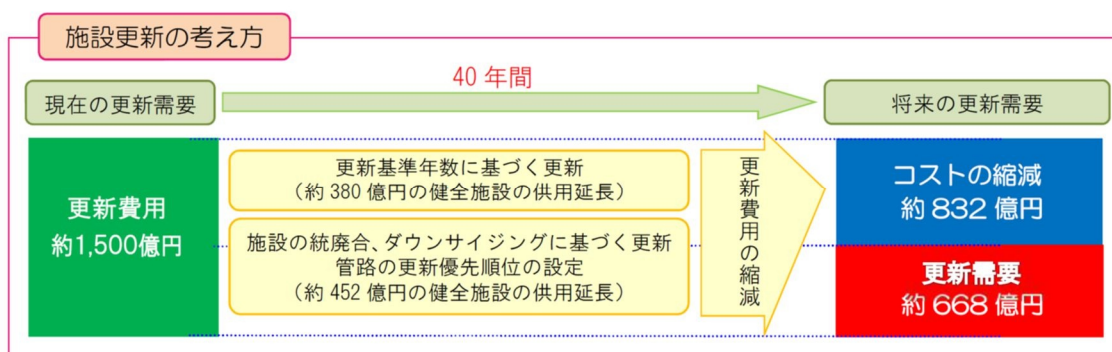 施設更新の考え方
40 年間
現在の更新需要
将来の更新需要
更新費用
約1,500億円
更新基準年数に基づく更新
（約 380 億円の健全施設の供用延長）
施設の統廃合、ダウンサイジングに基づく更新
管路の更新優先順位の設定
（約 452 億円の健全施設の供用延長）
更新費用の縮減
コストの縮減
約 832 億円
更新需要
約 668 億円